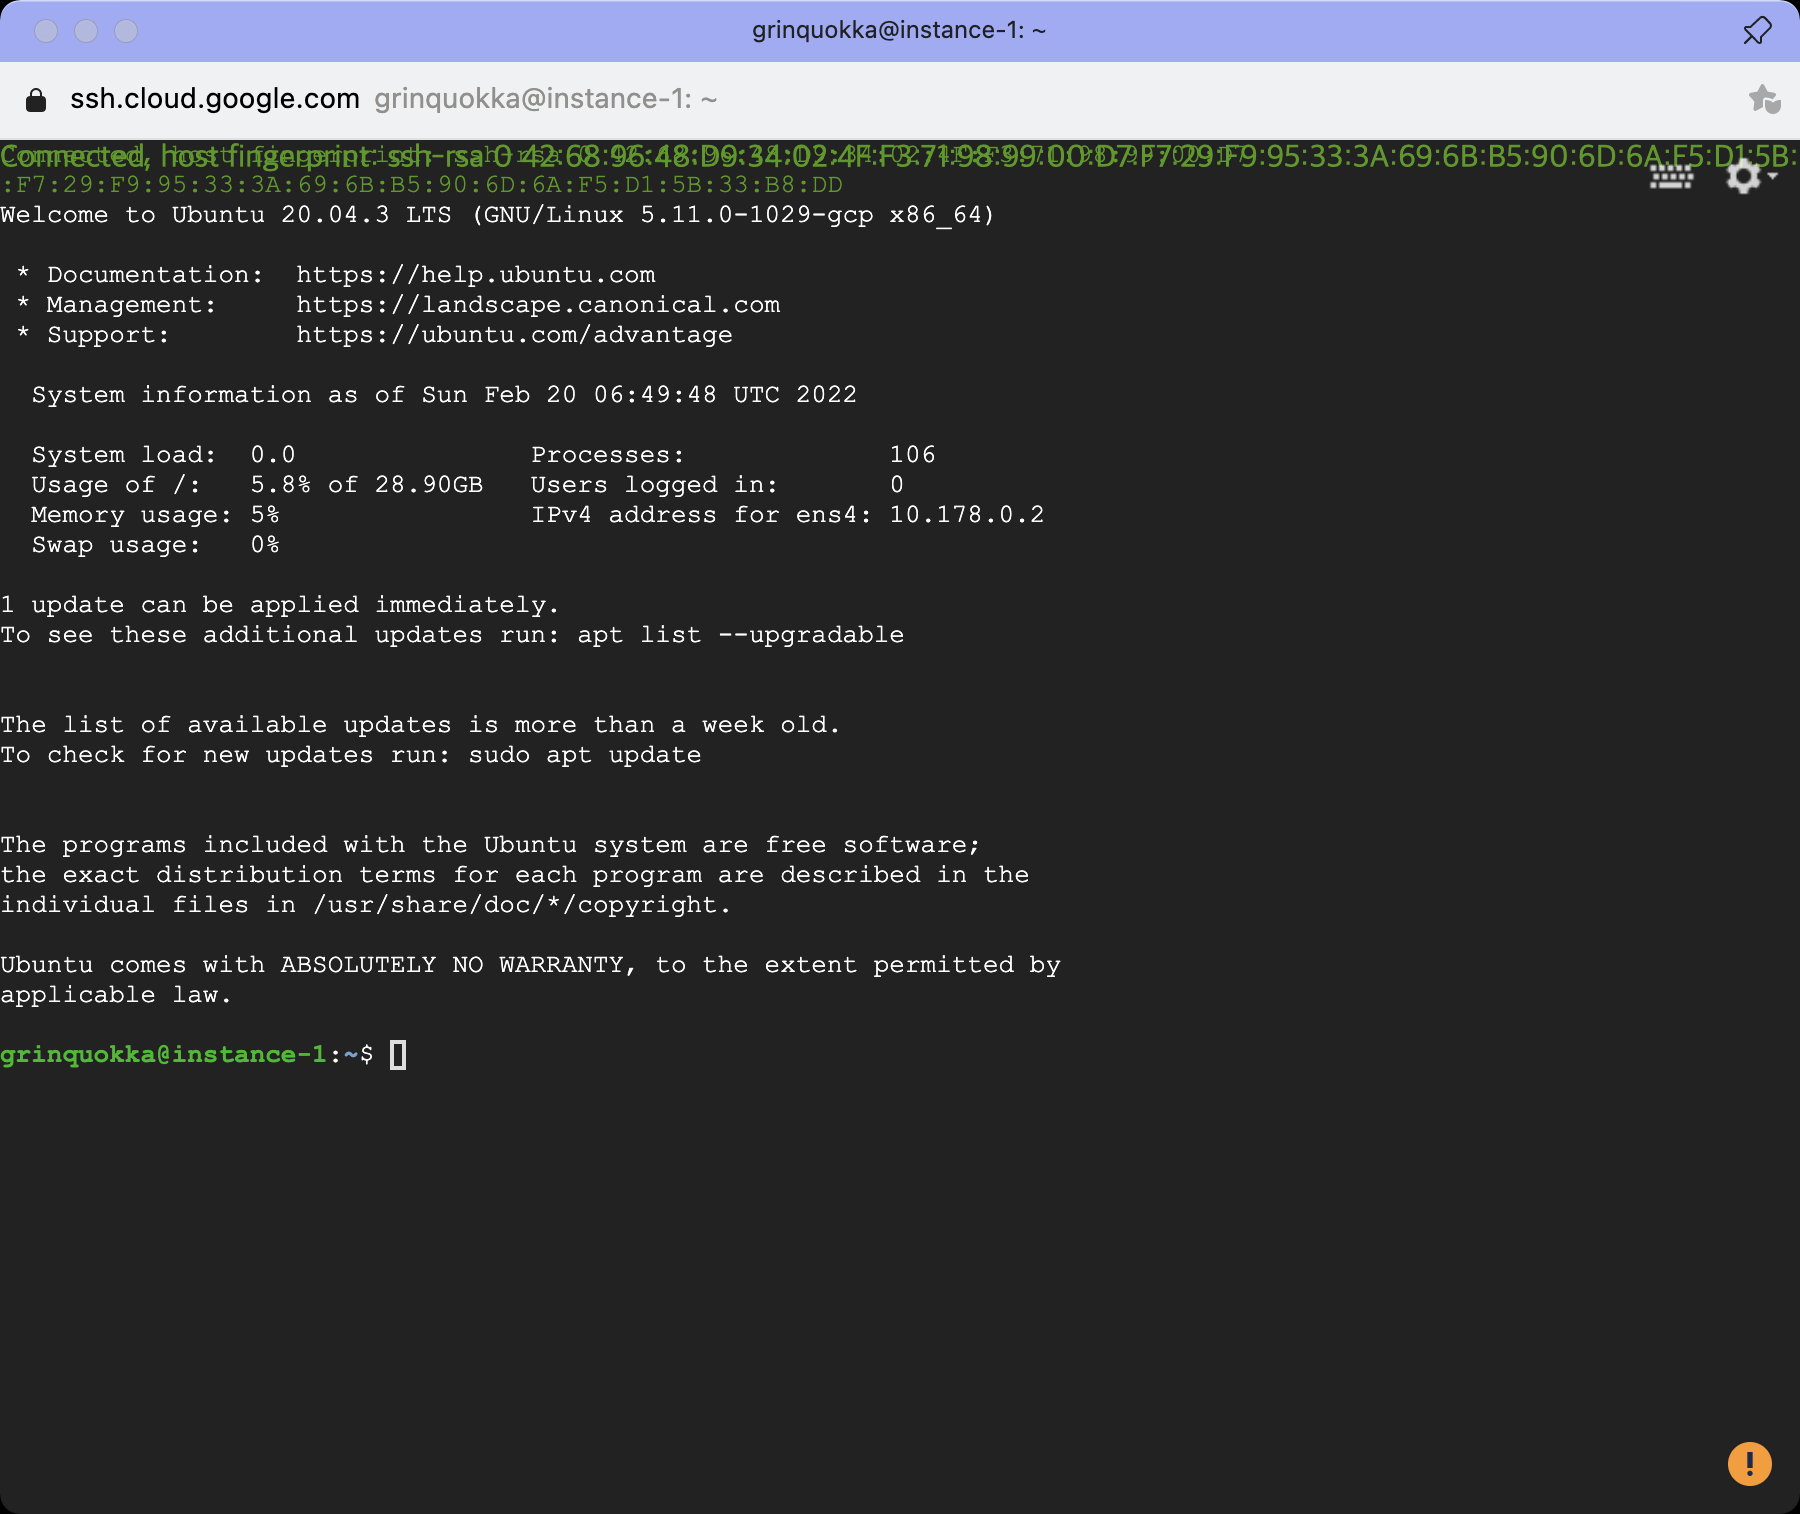 grinquokka@instance-1: ~
ssh.cloud.google.com grinquokka@instance-1: ~
Connected, host fingerprint: ssh-rsa 0 42:68:96:48:D9:34:02:4F:F3:71:98:99:00:D7:F7:29:F9:95:33:3A:69:6B:B5:90:6D:6A:F5:D1:5B:
:F7:29:F9:95:33:3A:69:6B:B5:90:6D:6A:F5:D1:5B:33:B8:DD
Welcome to Ubuntu 20.04.3 LTS (GNU/Linux 5.11.0-1029-gcp x86_64)
* Documentation: https://help.ubuntu.com
* Management: https://landscape.canonical.com
* Support: https://ubuntu.com/advantage
System information as of Sun Feb 20 06:49:48 UTC 2022
System load: 0.0 Processes: 106
Usage of /: 5.8% of 28.90GB Users logged in: 0
Memory usage: 5% IPv4 address for ens4: 10.178.0.2
Swap usage: 0%
1 update can be applied immediately.
To see these additional updates run: apt list --upgradable
The list of available updates is more than a week old.
To check for new updates run: sudo apt update
The programs included with the Ubuntu system are free software;
the exact distribution terms for each program are described in the
individual files in /usr/share/doc/*/copyright.
Ubuntu comes with ABSOLUTELY NO WARRANTY, to the extent permitted by
applicable law.
grinquokka@instance-1:~$